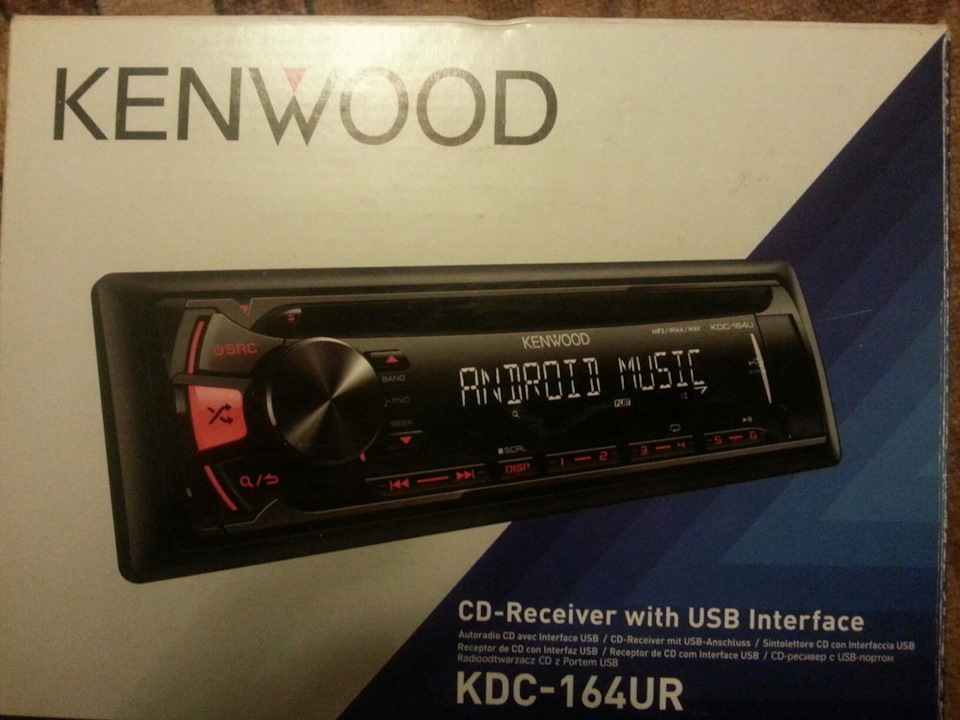 KENWOOD
KENWOOD
MP3/WMA/WAV KDC-164U
SRC
BAND
ANDROID MUSIC
FNC
SEEK
SCRL
DISP
1 2
3 4
5 6
CD-Receiver with USB Interface
Autoradio CD avec Interface USB / CD-Receiver mit USB-Anschluss / Sintolettore CD con Interfaccia USB
Receptor de CD con Interfaz USB / Receptor de CD com Interface USB / CD-ресивер с USB-портом
Radioodtwarzacz CD z Portem USB
KDC-164UR